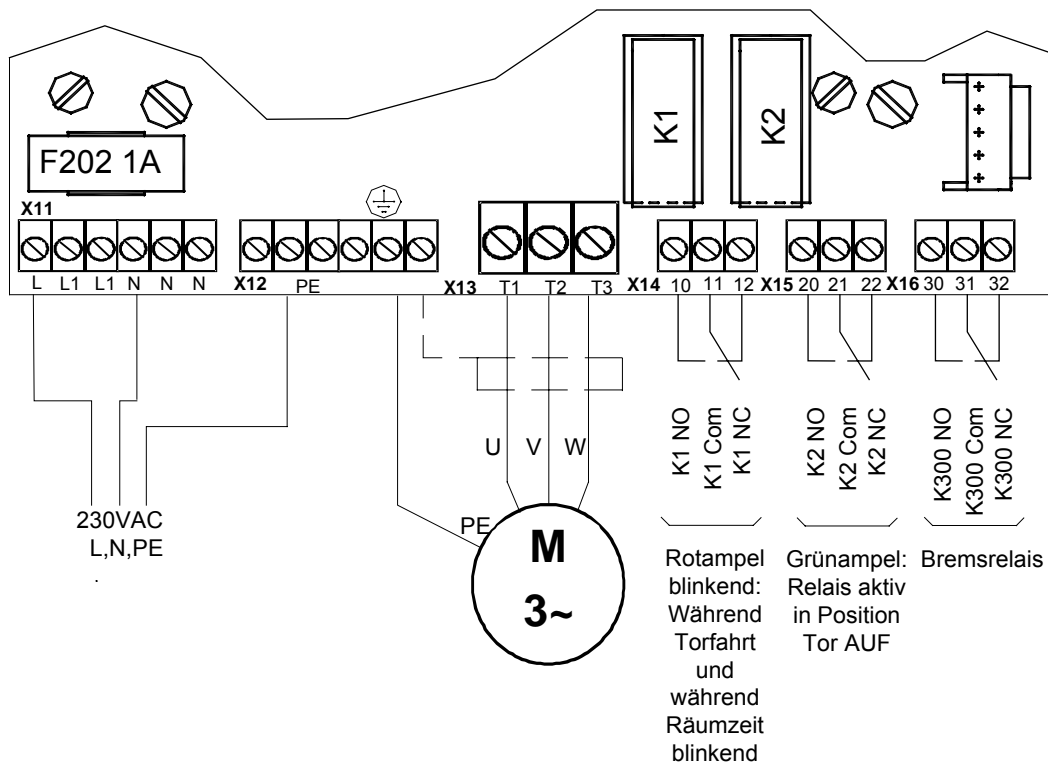 K1
K2
F202 1A
X11
L L1 L1 N N N
X12 PE
X13 T1 T2 T3
X14 10 11 12
X15 20 21 22
X16 30 31 32
U V W
K1 NO
K1 Com
K1 NC
K2 NO
K2 Com
K2 NC
K300 NO
K300 Com
K300 NC
230VAC
L,N,PE
.
PE
M
3~
Rotampel
blinkend:
Während
Torfahrt
und
während
Räumzeit
blinkend
Grünampel:
Relais aktiv
in Position
Tor AUF
Bremsrelais